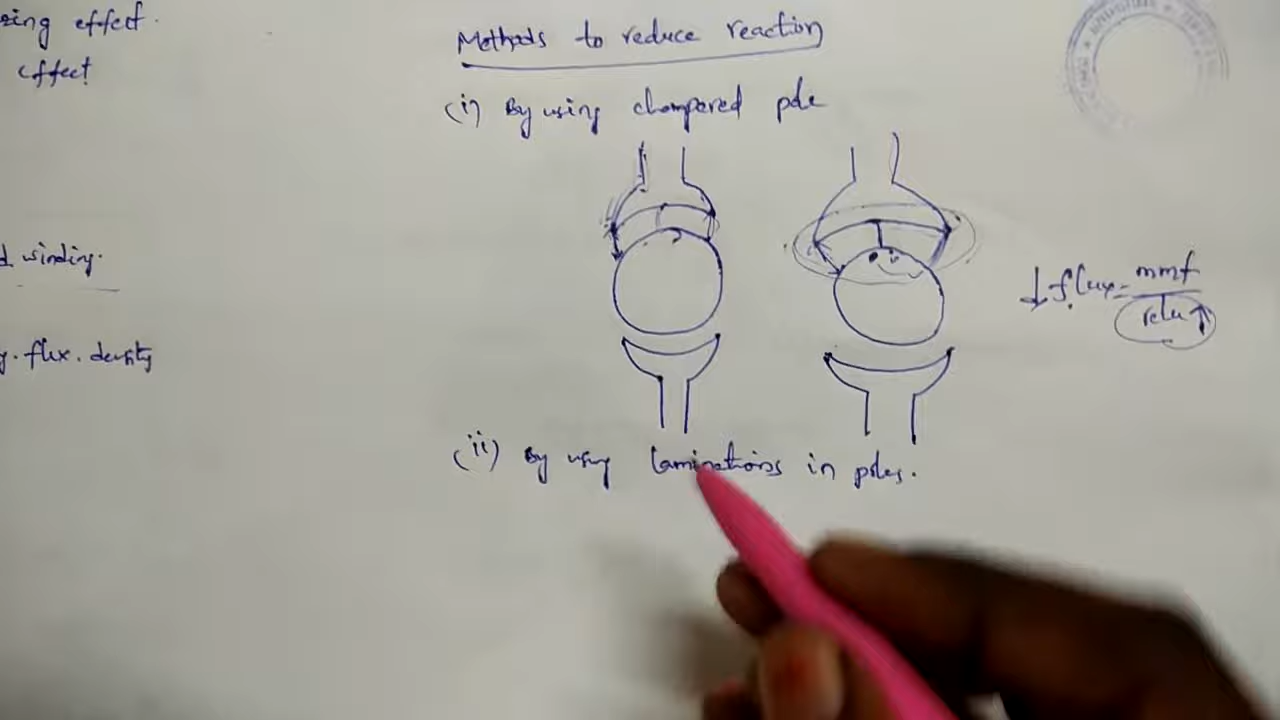 ring effect.
effect
d winding.
y. flux. density
Methods to reduce reaction
(i) By using champered pole
↓ flux = mmf
relu ↑
(ii) By using laminations in poles.